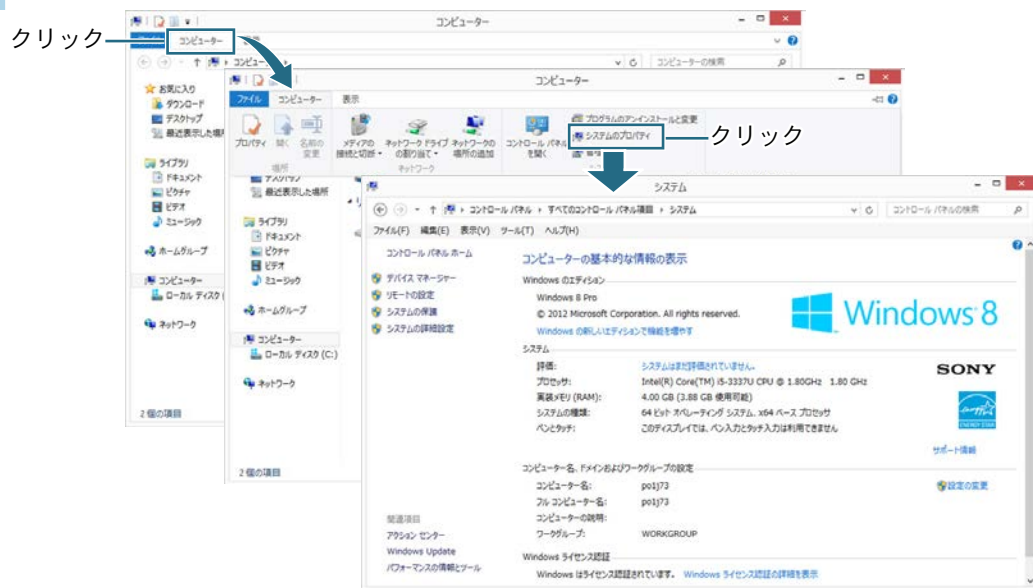 コンピューター
クリック
コンピューター
コンピューター
コンピューターの検索
お気に入り
ダウンロード
デスクトップ
最近表示した場所
ライブラリ
ドキュメント
ピクチャ
ビデオ
ミュージック
ホームグループ
コンピューター
ローカル ディスク (
ネットワーク
2 個の項目
コンピューター
ファイル コンピューター 表示
プロパティ 開く 名前の変更
メディアの接続と切断 ネットワーク ドライブの割り当て ネットワークの場所の追加
コントロール パネルを開く
プログラムのアンインストールと変更
システムのプロパティ
クリック
場所 ネットワーク
最近表示した場所
ライブラリ
ドキュメント
ピクチャ
ビデオ
ミュージック
ホームグループ
コンピューター
ローカル ディスク (C:)
ネットワーク
2 個の項目
システム
コントロール パネル すべてのコントロール パネル項目 システム
コントロール パネルの検索
ファイル(F) 編集(E) 表示(V) ツール(T) ヘルプ(H)
コントロール パネル ホーム
デバイス マネージャー
リモートの設定
システムの保護
システムの詳細設定
コンピューターの基本的な情報の表示
Windows のエディション
Windows 8 Pro
© 2012 Microsoft Corporation. All rights reserved.
Windows の新しいエディションで機能を増やす
Windows 8
システム
評価: システムはまだ評価されていません。
プロセッサ: Intel(R) Core(TM) i5-3337U CPU @ 1.80GHz 1.80 GHz
実装メモリ (RAM): 4.00 GB (3.88 GB 使用可能)
システムの種類: 64 ビット オペレーティング システム、x64 ベース プロセッサ
ペンとタッチ: このディスプレイでは、ペン入力とタッチ入力は利用できません
SONY
ENERGY STAR
サポート情報
コンピューター名、ドメインおよびワークグループの設定
コンピューター名: po1j73
フル コンピューター名: po1j73
コンピューターの説明:
ワークグループ: WORKGROUP
設定の変更
Windows ライセンス認証
Windows はライセンス認証されています。 Windows ライセンス認証の詳細を表示
関連項目
アクション センター
Windows Update
パフォーマンスの情報とツール